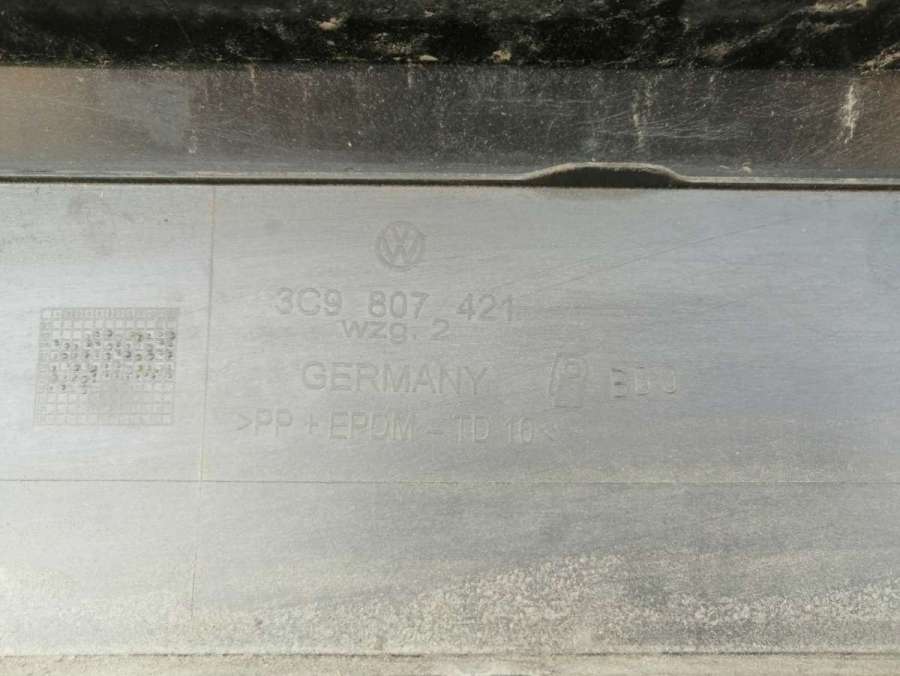 3C9 807 421
wzg. 2
GERMANY
>PP + EPDM - TD 10<